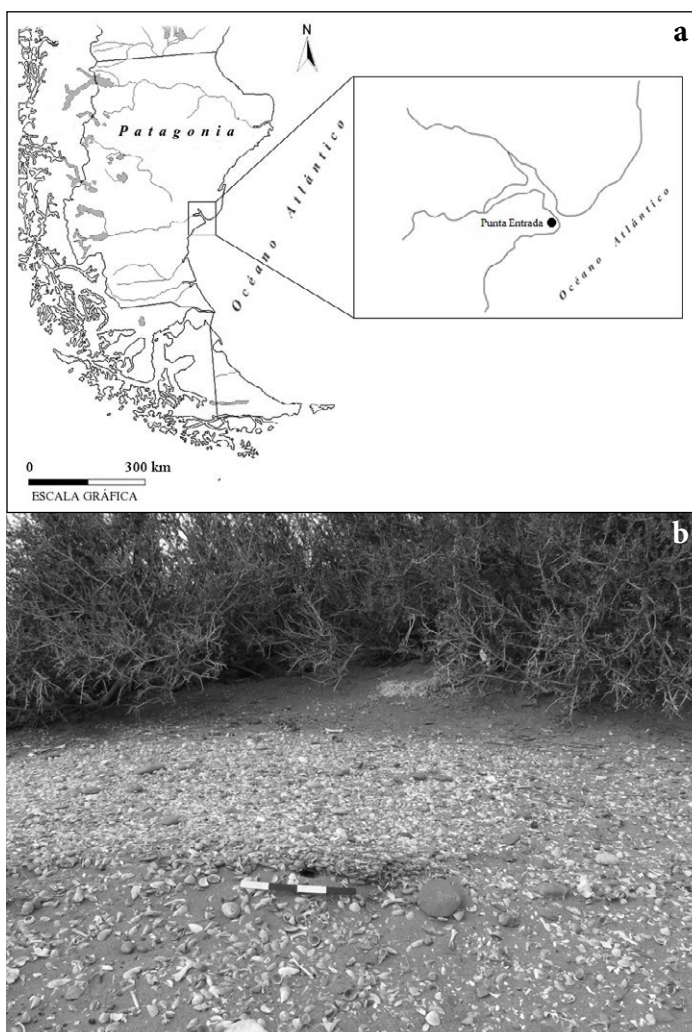 a
N
Patagonia
Océano Atlántico
Punta Entrada
Océano Atlántico
0 300 km
ESCALA GRÁFICA
b